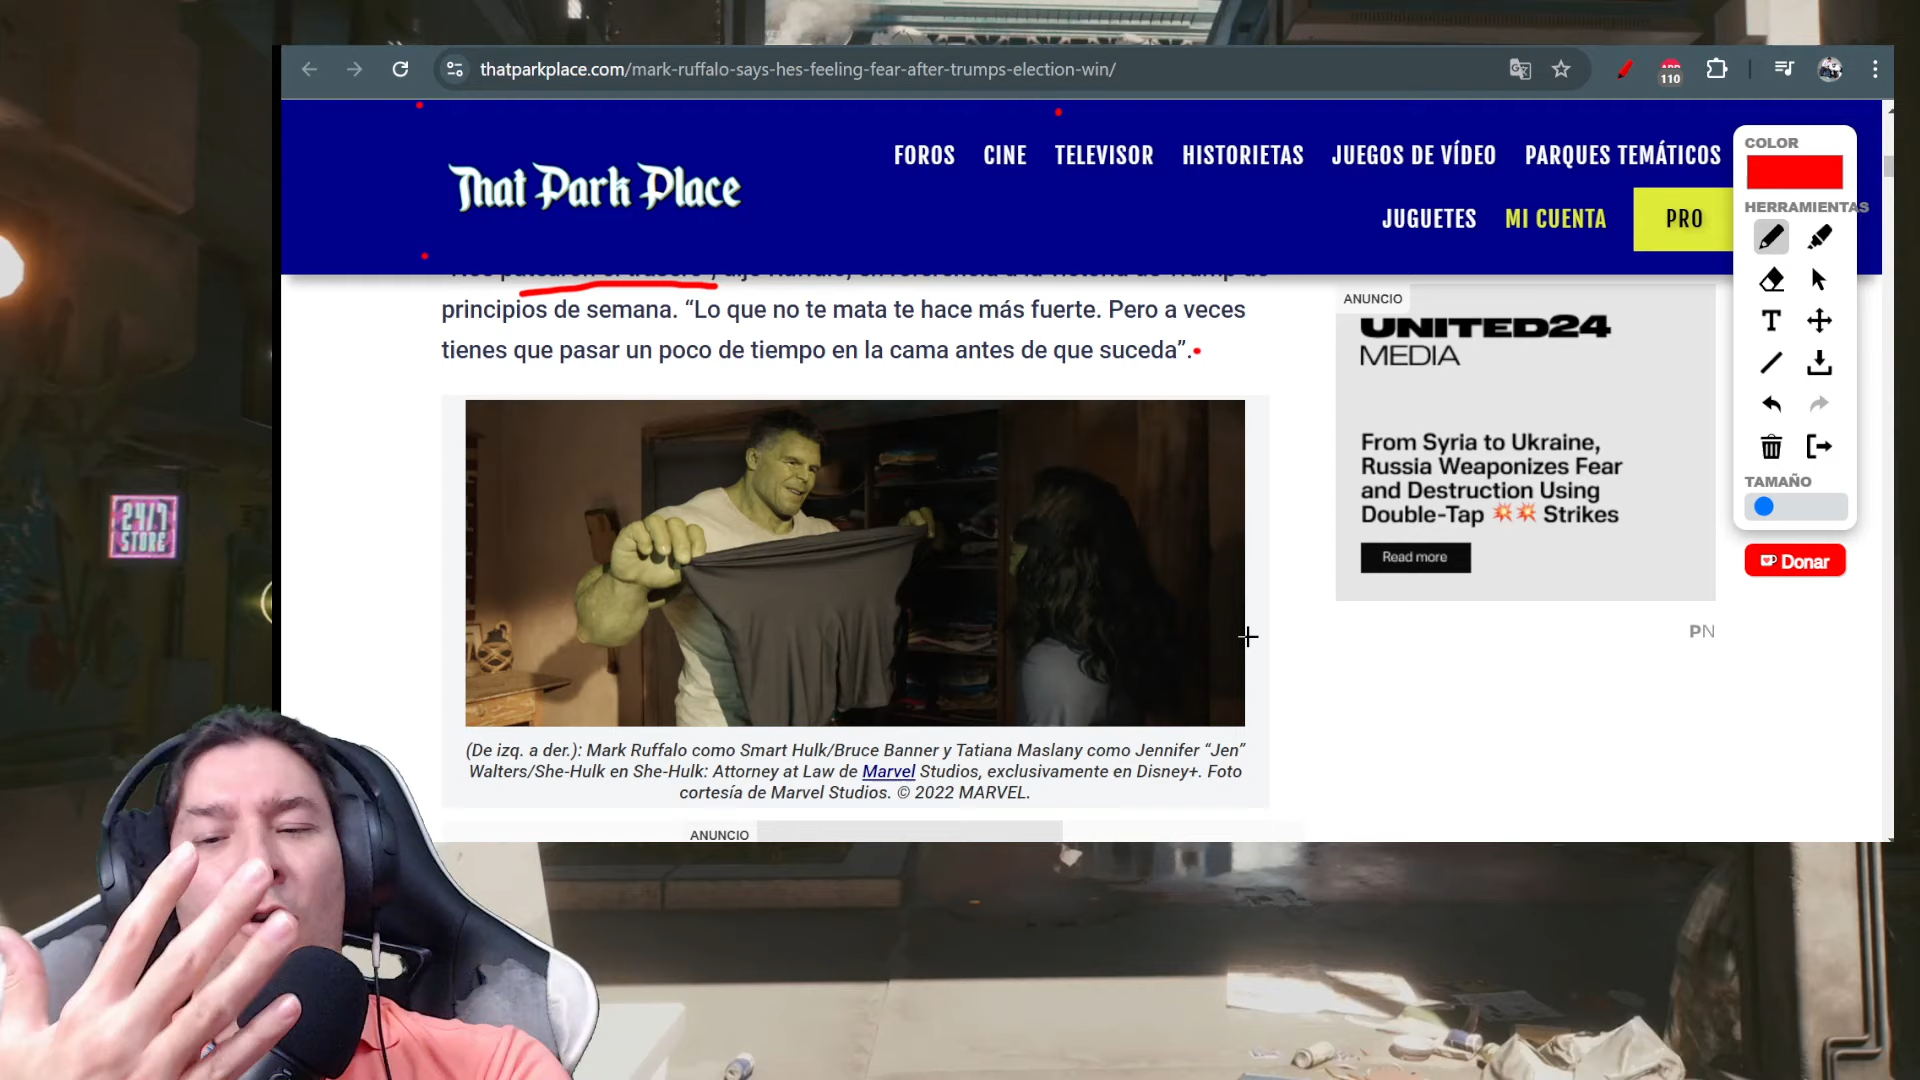 thatparkplace.com/mark-ruffalo-says-hes-feeling-fear-after-trumps-election-win/
110
That Park Place
FOROS CINE TELEVISOR HISTORIETAS JUEGOS DE VÍDEO PARQUES TEMÁTICOS
JUGUETES MI CUENTA PRO
COLOR
HERRAMIENTAS
TAMAÑO
Donar
principios de semana. “Lo que no te mata te hace más fuerte. Pero a veces
tienes que pasar un poco de tiempo en la cama antes de que suceda”.
(De izq. a der.): Mark Ruffalo como Smart Hulk/Bruce Banner y Tatiana Maslany como Jennifer “Jen”
Walters/She-Hulk en She-Hulk: Attorney at Law de Marvel Studios, exclusivamente en Disney+. Foto
cortesía de Marvel Studios. © 2022 MARVEL.
ANUNCIO
ANUNCIO
UNITED24
MEDIA
From Syria to Ukraine,
Russia Weaponizes Fear
and Destruction Using
Double-Tap 💥💥 Strikes
Read more
PN
24/7
STORE